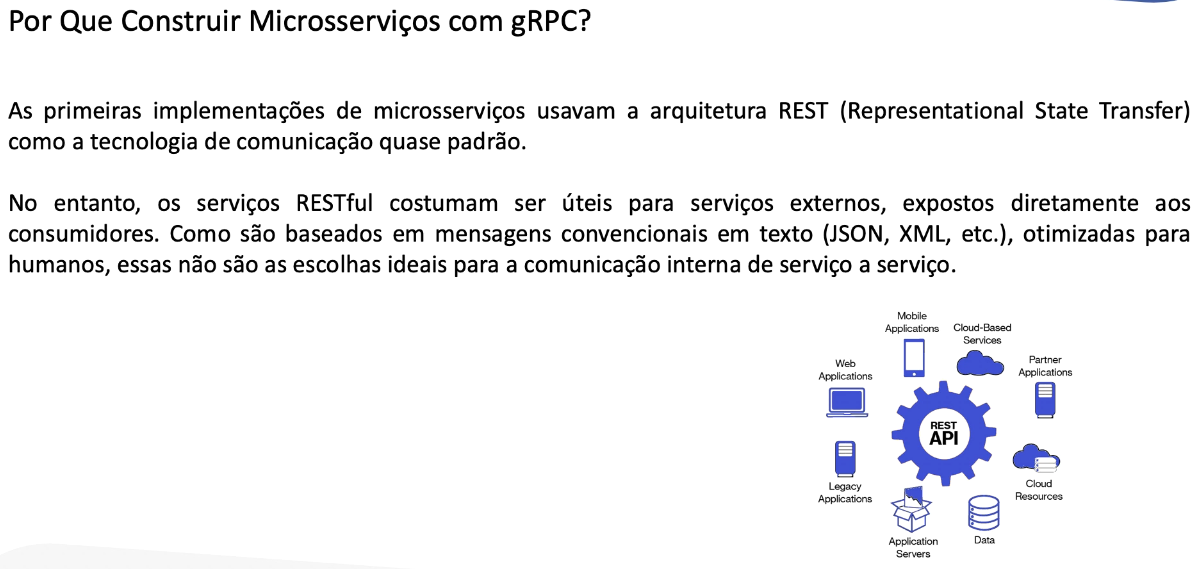 Por Que Construir Microsserviços com gRPC?
As primeiras implementações de microsserviços usavam a arquitetura REST (Representational State Transfer)
como a tecnologia de comunicação quase padrão.
No entanto, os serviços RESTful costumam ser úteis para serviços externos, expostos diretamente aos
consumidores. Como são baseados em mensagens convencionais em texto (JSON, XML, etc.), otimizadas para
humanos, essas não são as escolhas ideais para a comunicação interna de serviço a serviço.
Mobile
Applications
Cloud-Based
Services
Web
Applications
Partner
Applications
REST
API
Legacy
Applications
Cloud
Resources
Application
Servers
Data